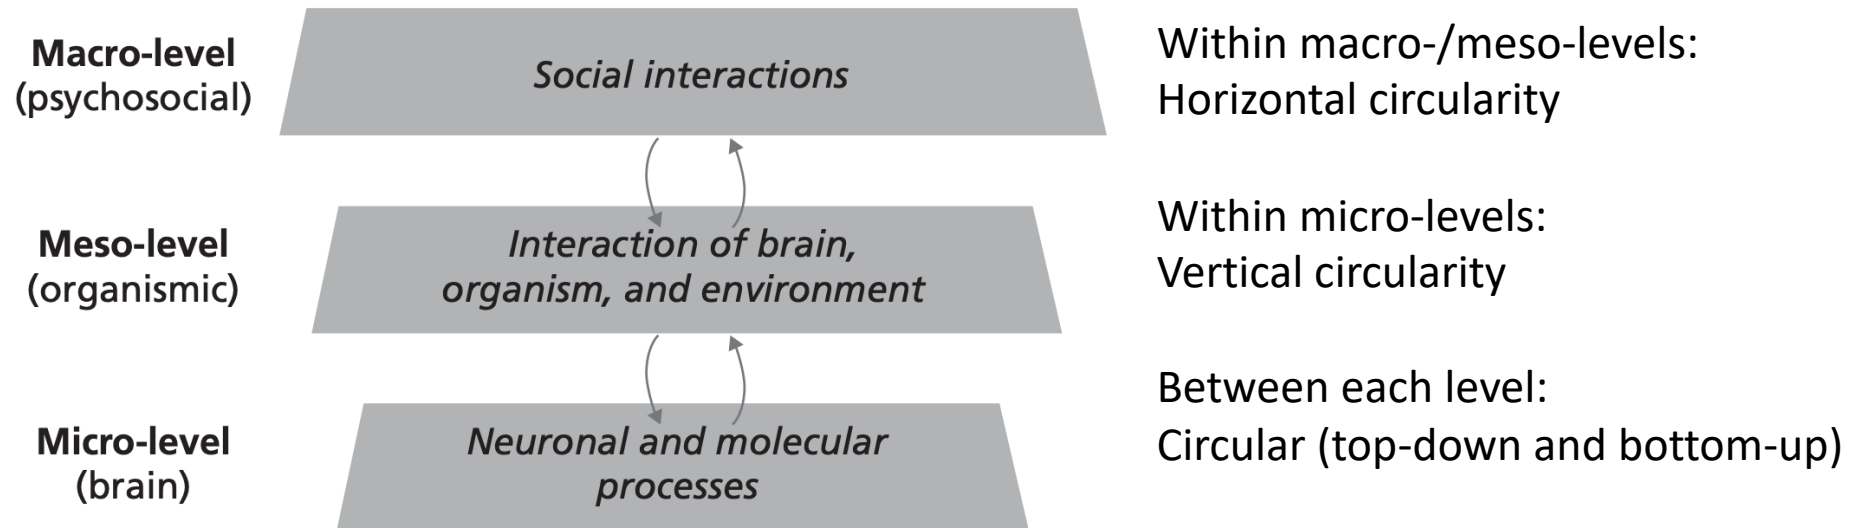 Macro-level
(psychosocial)
Social interactions
Within macro-/meso-levels:
Horizontal circularity
Meso-level
(organismic)
Interaction of brain,
organism, and environment
Within micro-levels:
Vertical circularity
Micro-level
(brain)
Neuronal and molecular
processes
Between each level:
Circular (top-down and bottom-up)